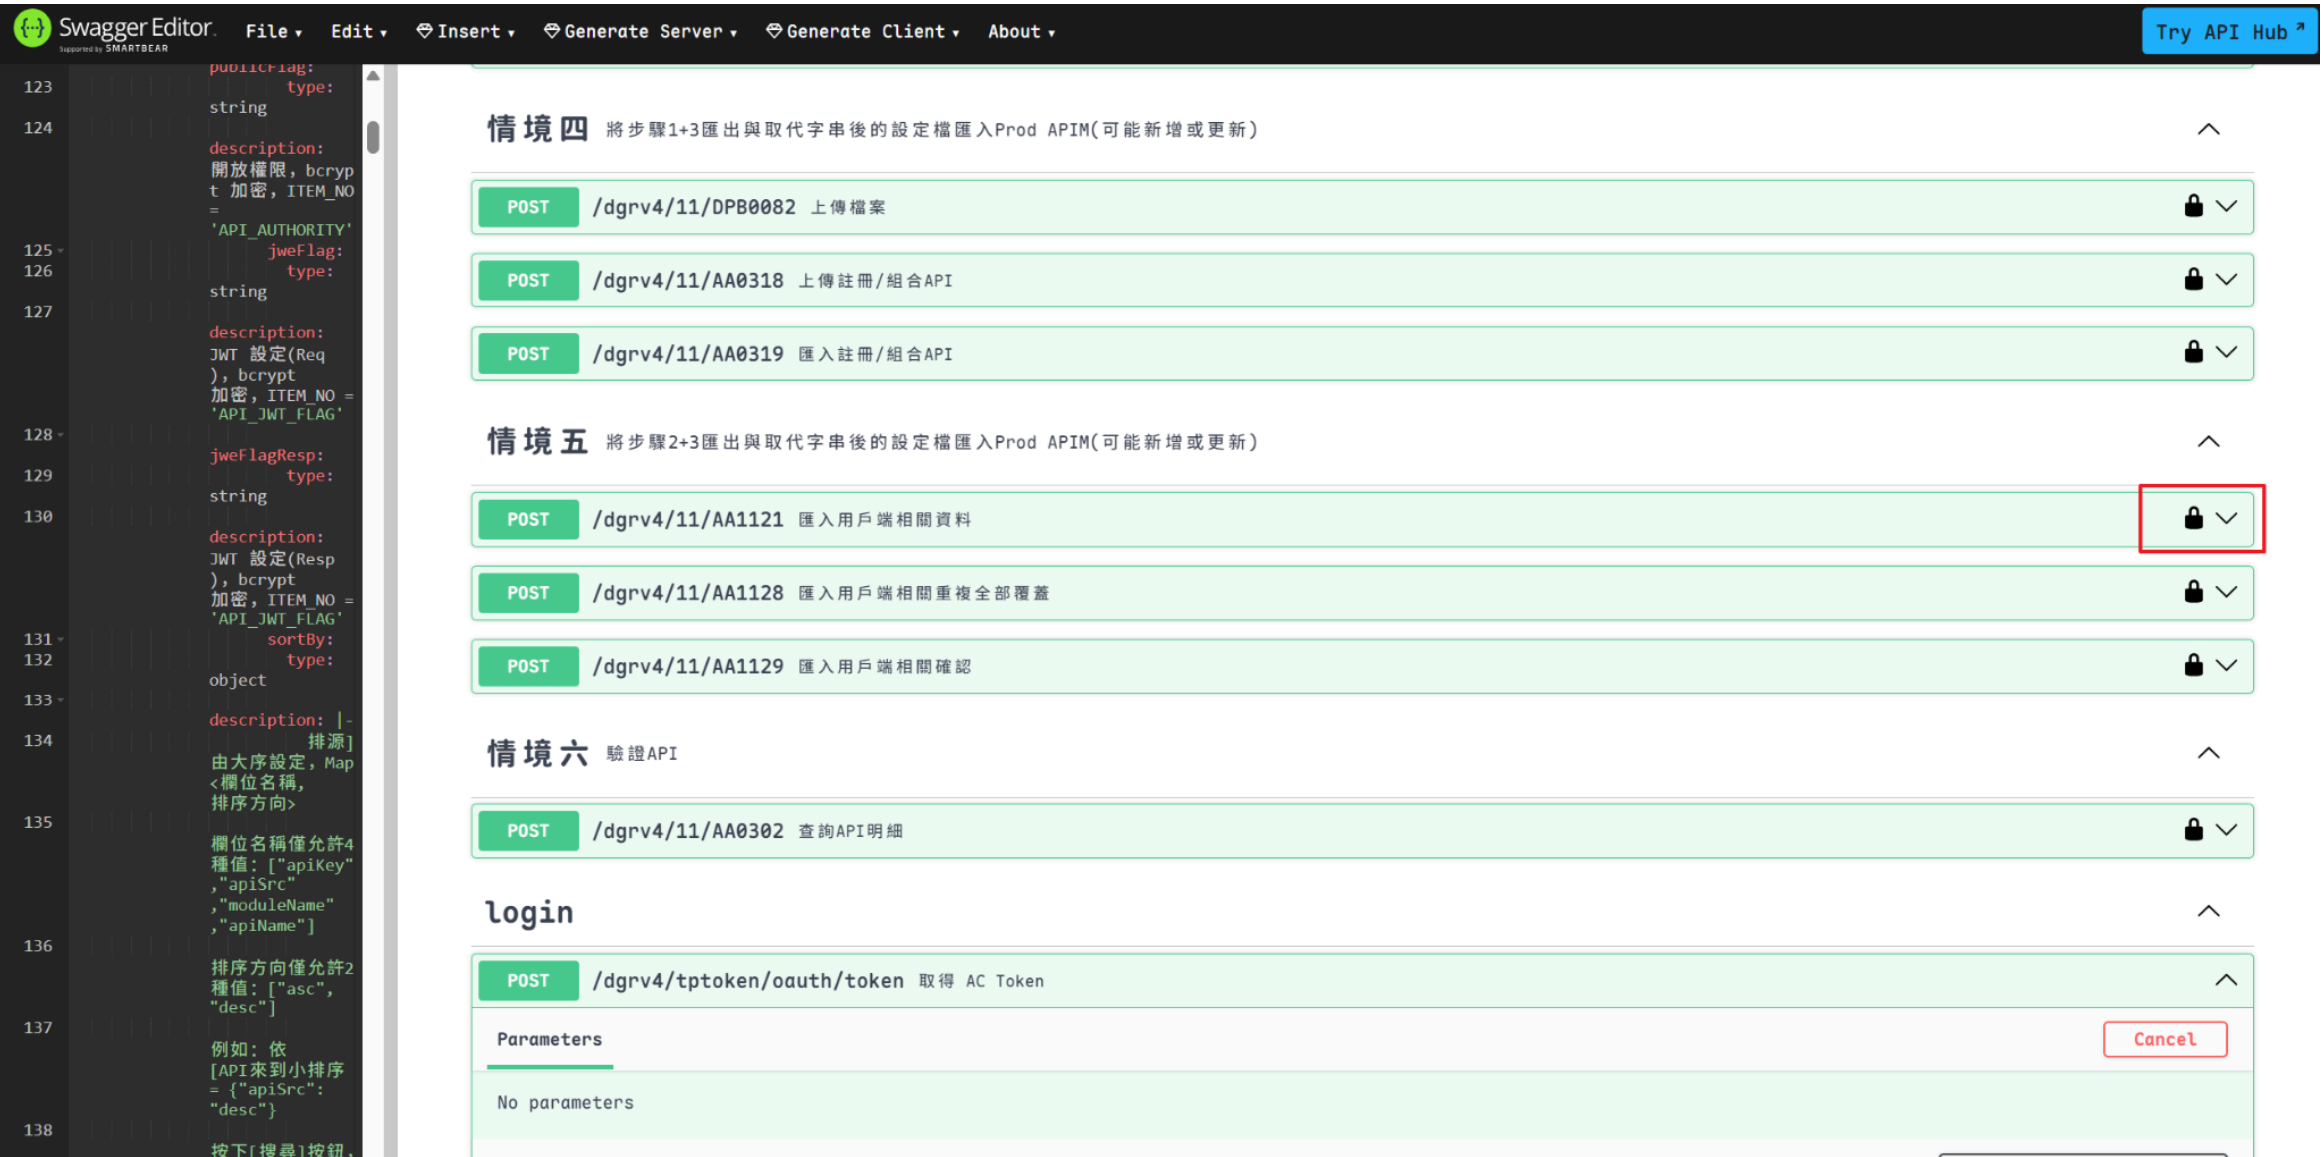 Swagger Editor.
Supported by SMARTBEAR
File Edit Insert Generate Server Generate Client About
Try API Hub
publicFlag:
123 type:
string
124
description:
開放權限, bcryp
t 加密, ITEM_NO
=
'API_AUTHORITY'
125 jweFlag:
126 type:
string
127
description:
JWT 設定(Req
), bcrypt
加密, ITEM_NO =
'API_JWT_FLAG'
128
jweFlagResp:
129 type:
string
130
description:
JWT 設定(Resp
), bcrypt
加密, ITEM_NO =
'API_JWT_FLAG'
131 sortBy:
132 type:
object
133
description: |-
134 排源]
由大序設定, Map
<欄位名稱,
排序方向>
135
欄位名稱僅允許4
種值: ["apiKey"
,"apiSrc"
,"moduleName"
,"apiName"]
136
排序方向僅允許2
種值: ["asc",
"desc"]
137
例如: 依
[API來到小排序
= {"apiSrc":
"desc"}
138
按下[搜尋]按鈕,
情境四 將步驟1+3匯出與取代字串後的設定檔匯入Prod APIM(可能新增或更新)
POST /dgrv4/11/DPB0082 上傳檔案
POST /dgrv4/11/AA0318 上傳註冊/組合API
POST /dgrv4/11/AA0319 匯入註冊/組合API
情境五 將步驟2+3匯出與取代字串後的設定檔匯入Prod APIM(可能新增或更新)
POST /dgrv4/11/AA1121 匯入用戶端相關資料
POST /dgrv4/11/AA1128 匯入用戶端相關重複全部覆蓋
POST /dgrv4/11/AA1129 匯入用戶端相關確認
情境六 驗證API
POST /dgrv4/11/AA0302 查詢API明細
login
POST /dgrv4/tptoken/oauth/token 取得 AC Token
Parameters
Cancel
No parameters